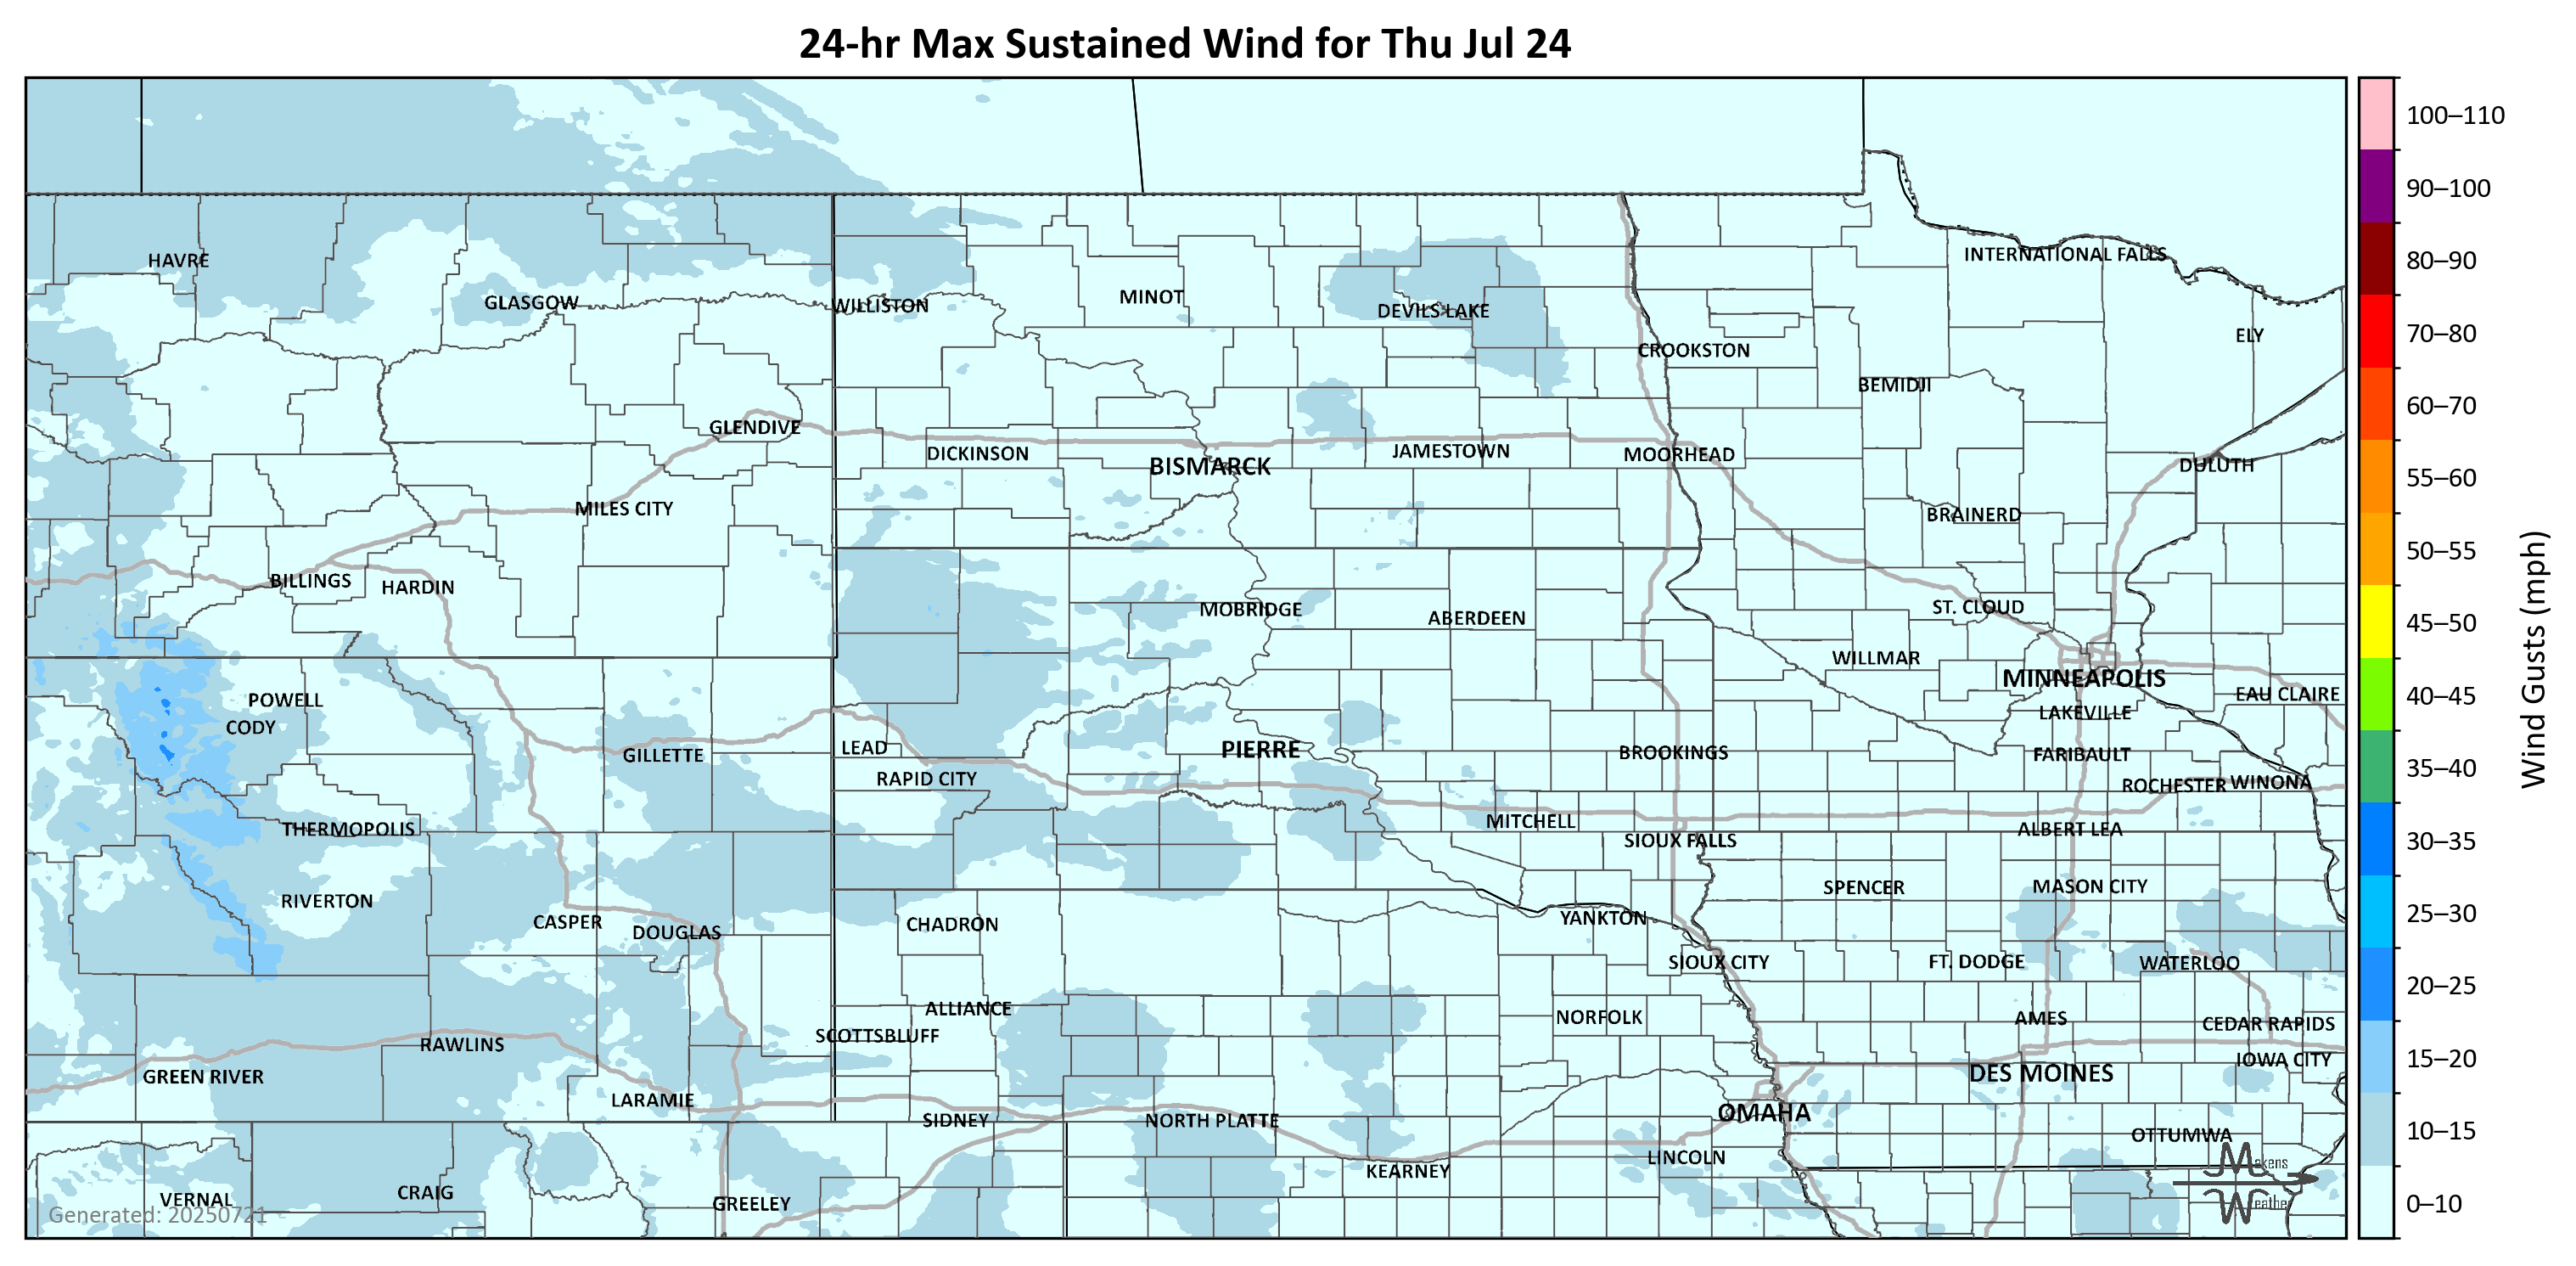 24-hr Max Sustained Wind for Thu Jul 24
100–110
90–100
80–90
70–80
60–70
55–60
50–55
45–50
40–45
35–40
30–35
25–30
20–25
15–20
10–15
0–10
Wind Gusts (mph)
HAVRE
INTERNATIONAL FALLS
GLASGOW
WILLISTON
MINOT
DEVILS LAKE
ELY
CROOKSTON
BEMIDJI
GLENDIVE
DICKINSON
BISMARCK
JAMESTOWN
MOORHEAD
DULUTH
MILES CITY
BRAINERD
BILLINGS
HARDIN
MOBRIDGE
ABERDEEN
ST. CLOUD
WILLMAR
MINNEAPOLIS
EAU CLAIRE
POWELL
CODY
LAKEVILLE
GILLETTE
LEAD
PIERRE
BROOKINGS
FARIBAULT
RAPID CITY
ROCHESTER
WINONA
THERMOPOLIS
MITCHELL
SIOUX FALLS
ALBERT LEA
RIVERTON
SPENCER
MASON CITY
CASPER
DOUGLAS
CHADRON
YANKTON
SIOUX CITY
FT. DODGE
WATERLOO
ALLIANCE
SCOTTSBLUFF
NORFOLK
AMES
CEDAR RAPIDS
RAWLINS
IOWA CITY
GREEN RIVER
DES MOINES
LARAMIE
SIDNEY
NORTH PLATTE
OMAHA
OTTUMWA
LINCOLN
KEARNEY
VERNAL
CRAIG
GREELEY
Makens
Weather
Generated: 20250721